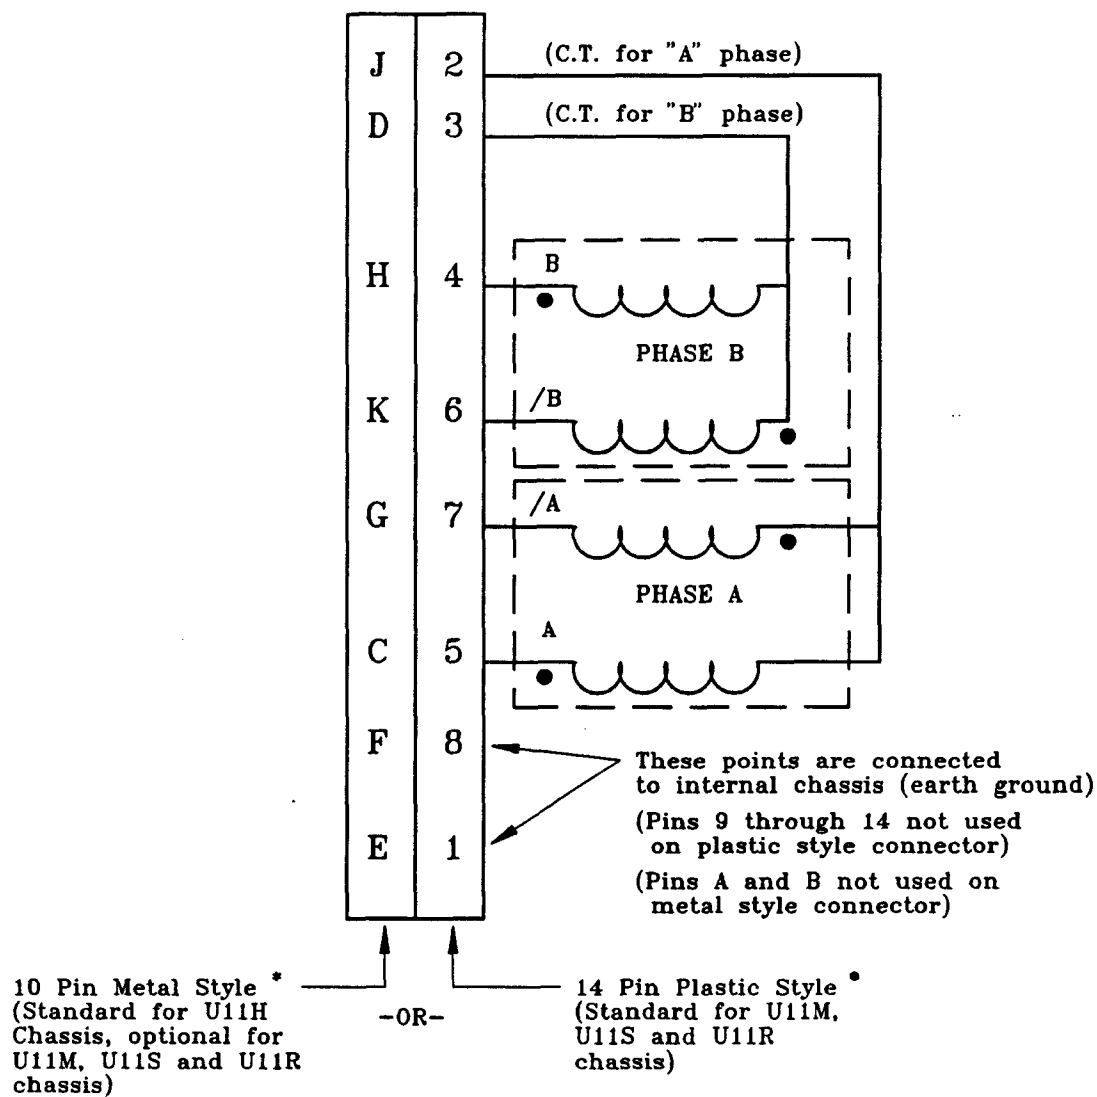 J 2 (C.T. for "A" phase)
D 3 (C.T. for "B" phase)
H 4 B
PHASE B
K 6 /B
G 7 /A
PHASE A
C 5 A
F 8
E 1
These points are connected
to internal chassis (earth ground)
(Pins 9 through 14 not used
on plastic style connector)
(Pins A and B not used on
metal style connector)
10 Pin Metal Style *
(Standard for U11H
Chassis, optional for
U11M, U11S and U11R
chassis)
-OR-
14 Pin Plastic Style •
(Standard for U11M,
U11S and U11R
chassis)